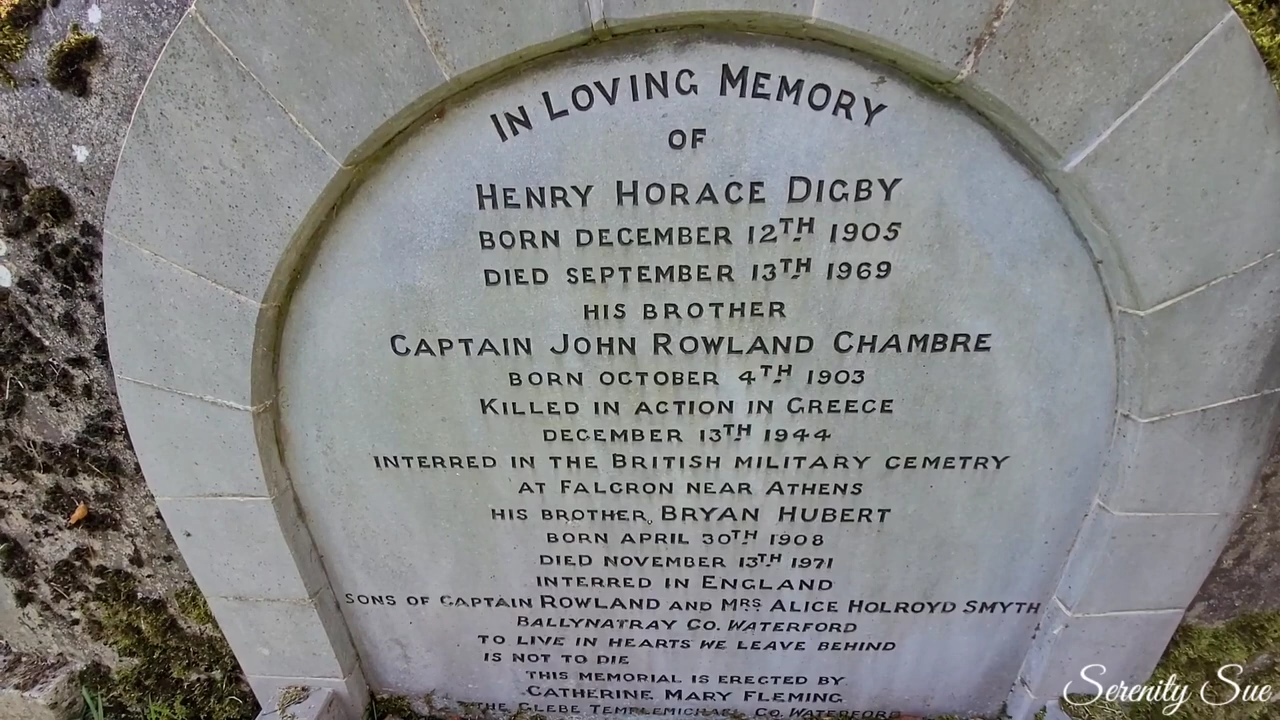 IN LOVING MEMORY
OF
HENRY HORACE DIGBY
BORN DECEMBER 12TH 1905
DIED SEPTEMBER 13TH 1969
HIS BROTHER
CAPTAIN JOHN ROWLAND CHAMBRE
BORN OCTOBER 4TH 1903
KILLED IN ACTION IN GREECE
DECEMBER 13TH 1944
INTERRED IN THE BRITISH MILITARY CEMETRY
AT FALCRON NEAR ATHENS
HIS BROTHER, BRYAN HUBERT
BORN APRIL 30TH 1908
DIED NOVEMBER 13TH 1971
INTERRED IN ENGLAND
SONS OF CAPTAIN ROWLAND AND MRS ALICE HOLROYD SMYTH
BALLYNATRAY CO. WATERFORD
TO LIVE IN HEARTS WE LEAVE BEHIND
IS NOT TO DIE
THIS MEMORIAL IS ERECTED BY
CATHERINE MARY FLEMING
THE GLEBE TEMPLEMICHAEL CO. WATERFORD
Serenity Sue